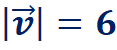 |v⃗| = 6